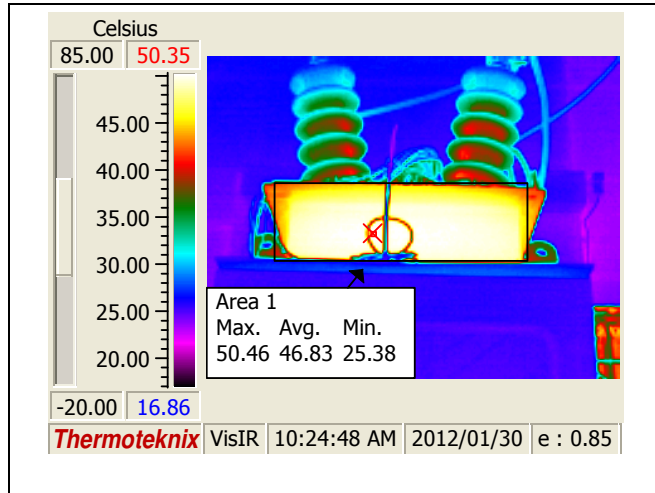 Celsius
85.00 50.35
45.00
40.00
35.00
30.00
25.00
20.00
-20.00 16.86
Area 1
Max. Avg. Min.
50.46 46.83 25.38
Thermoteknix VisIR 10:24:48 AM 2012/01/30 e : 0.85